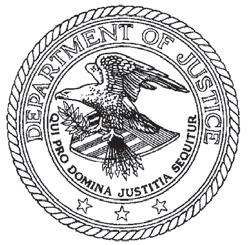 DEPARTMENT OF JUSTICE
QUI PRO DOMINA JUSTITIA SEQUITUR